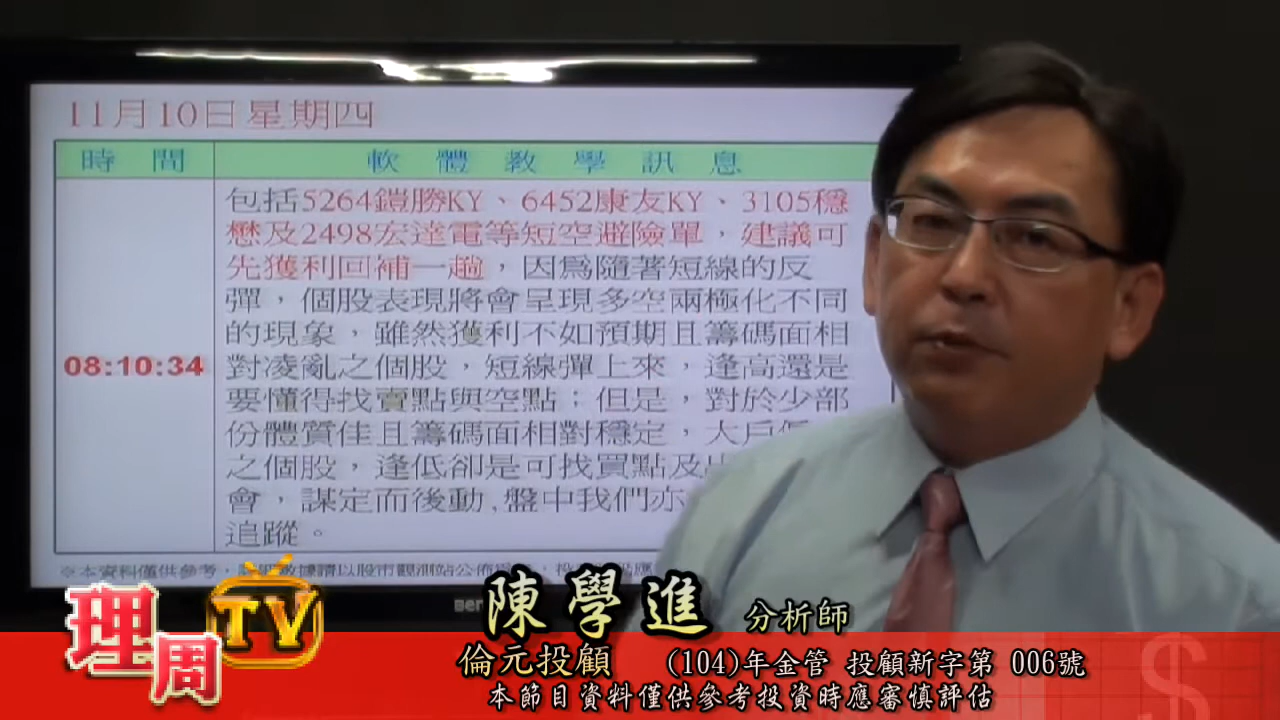 11月10日星期四
時 間 軟 體 教 學 訊 息
08:10:34
包括5264鎧勝KY、6452康友KY、3105穩
懋及2498宏達電等短空避險單，建議可
先獲利回補一趟，因為隨著短線的反
彈，個股表現將會呈現多空兩極化不同
的現象，雖然獲利不如預期且籌碼面相
對凌亂之個股，短線彈上來，逢高還是
要懂得找賣點與空點；但是，對於少部
份體質佳且籌碼面相對穩定，大戶
之個股，逢低卻是可找買點及
會，謀定而後動,盤中我們亦
追蹤。
※本資料僅供參考，
理周TV
陳學進 分析師
倫元投顧 (104)年金管 投顧新字第 006號
本節目資料僅供參考投資時應審慎評估